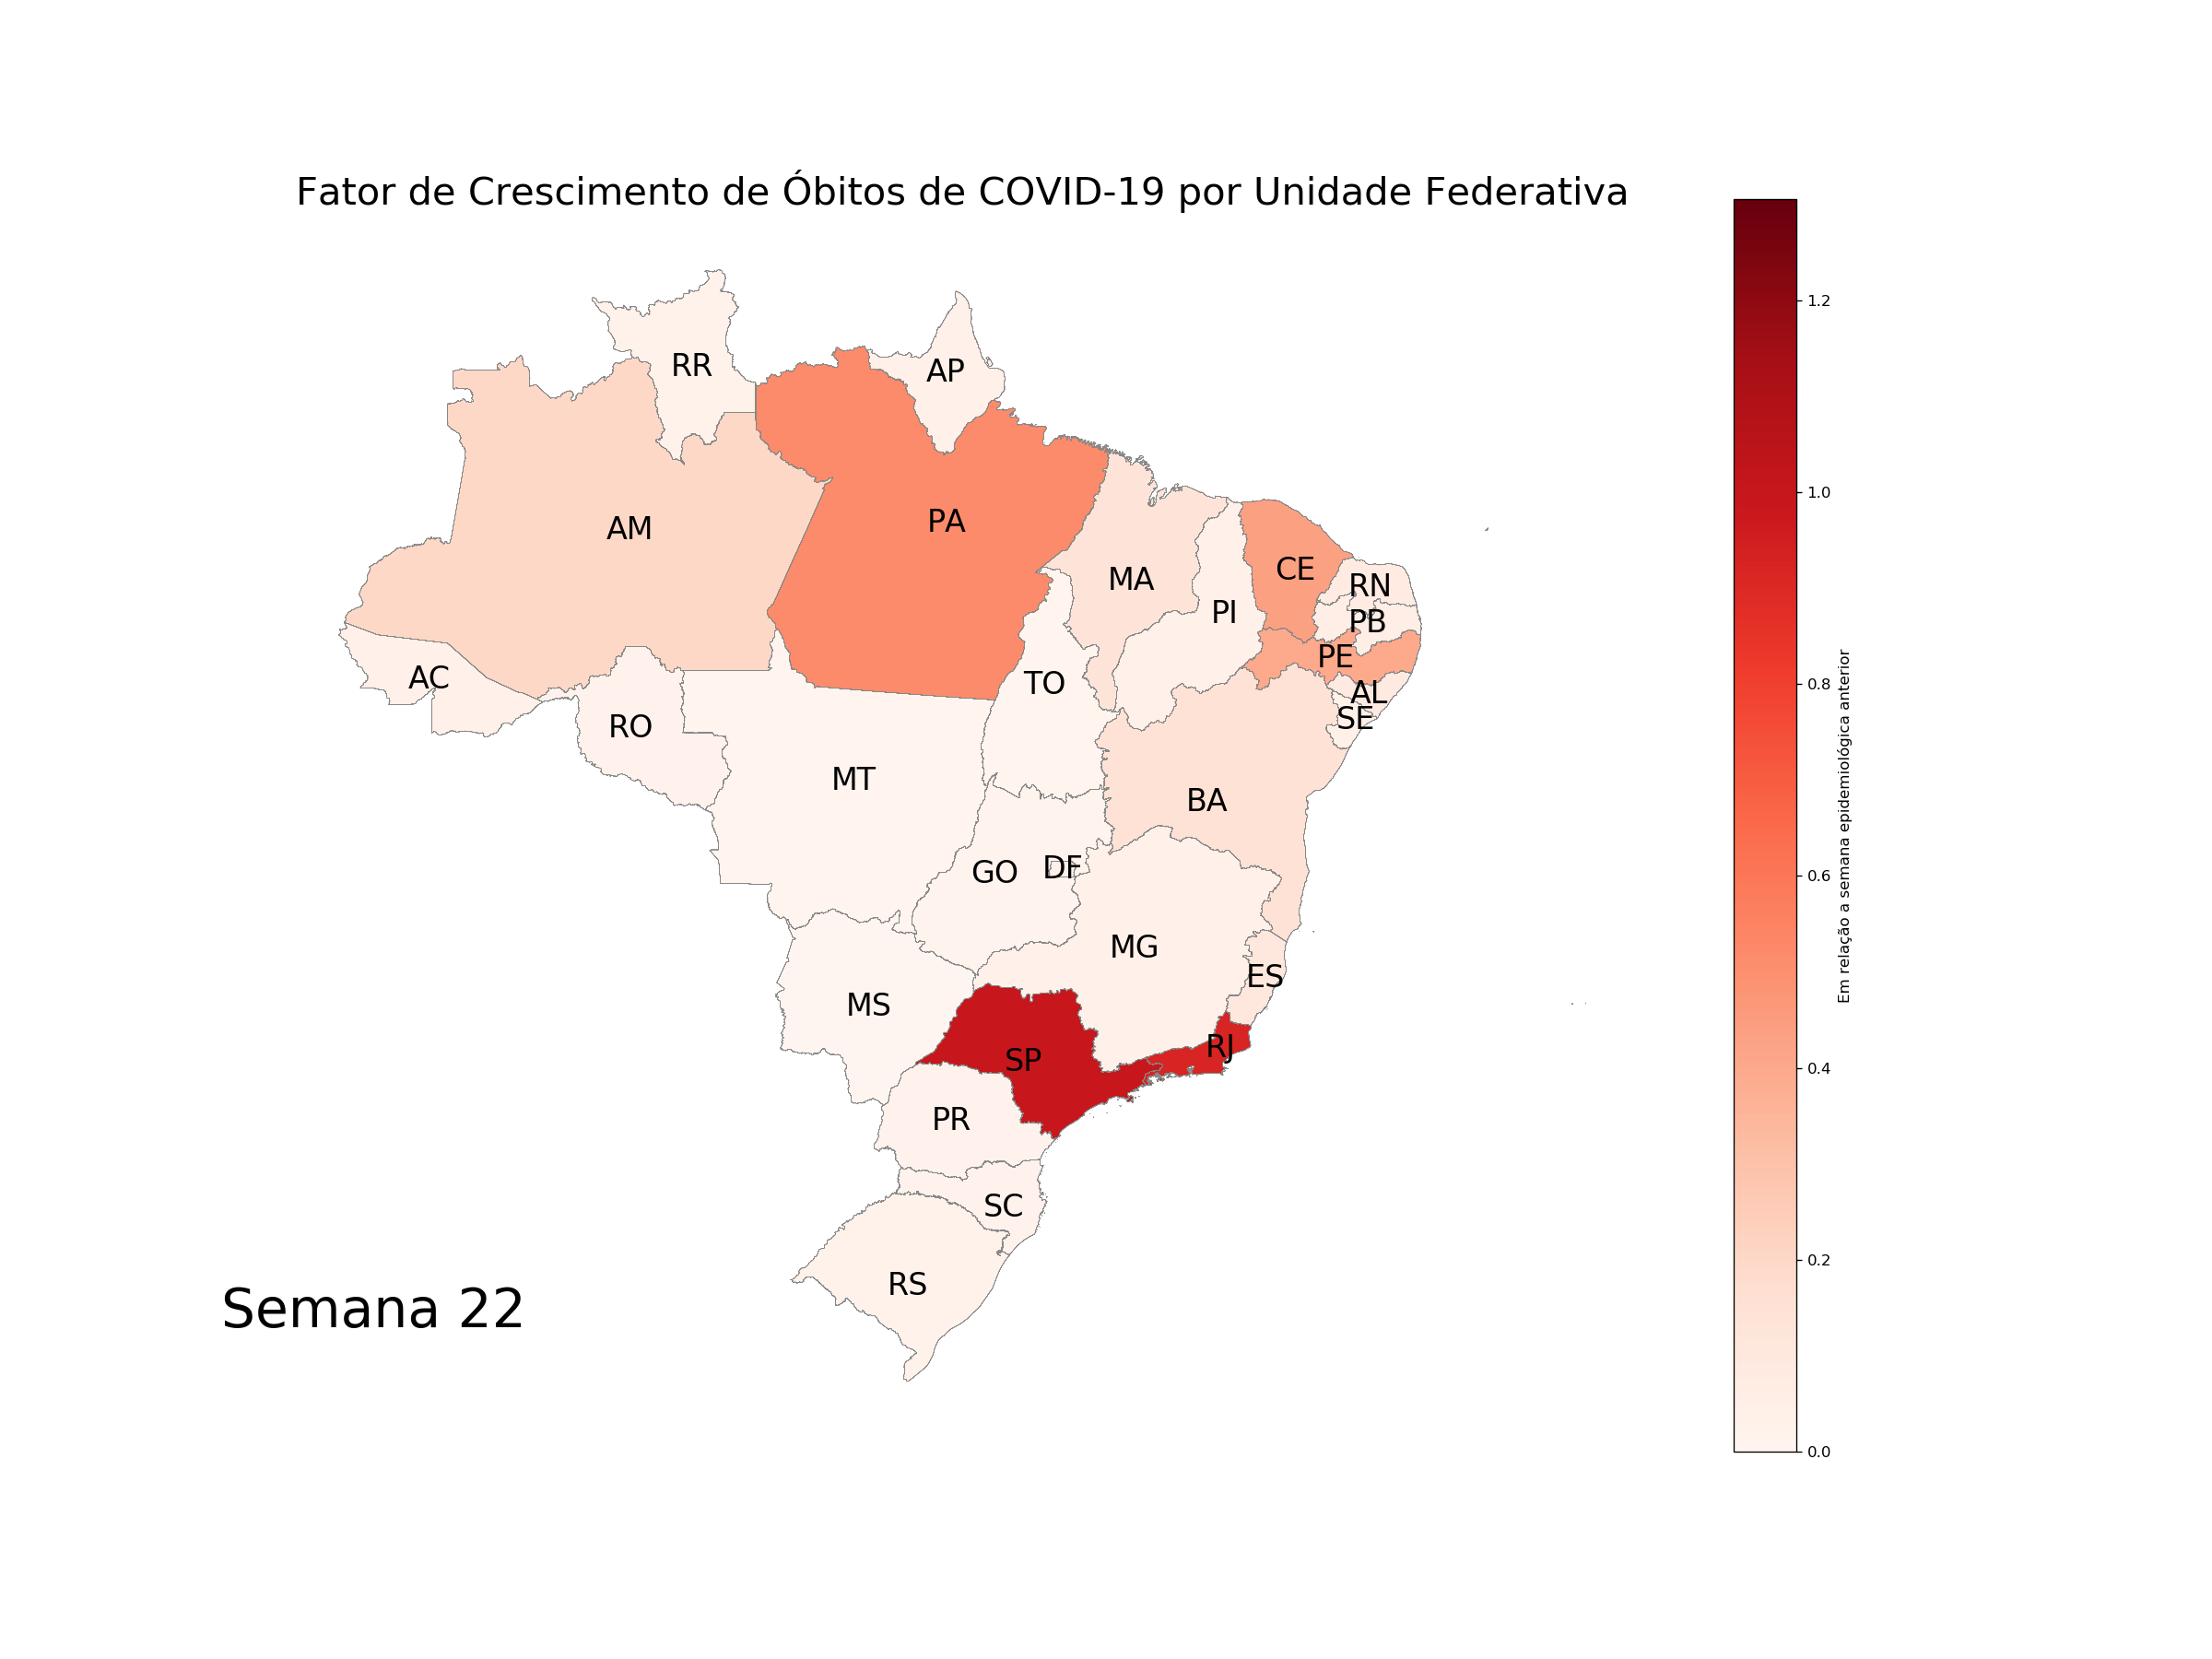 Fator de Crescimento de Óbitos de COVID-19 por Unidade Federativa
RR
AP
AM
PA
MA
CE
RN
PI
PB
PE
AC
TO
AL
SE
RO
MT
BA
GO
DF
MG
ES
MS
RJ
SP
PR
SC
RS
Semana 22
1.2
1.0
0.8
0.6
0.4
0.2
0.0
Em relação a semana epidemiológica anterior